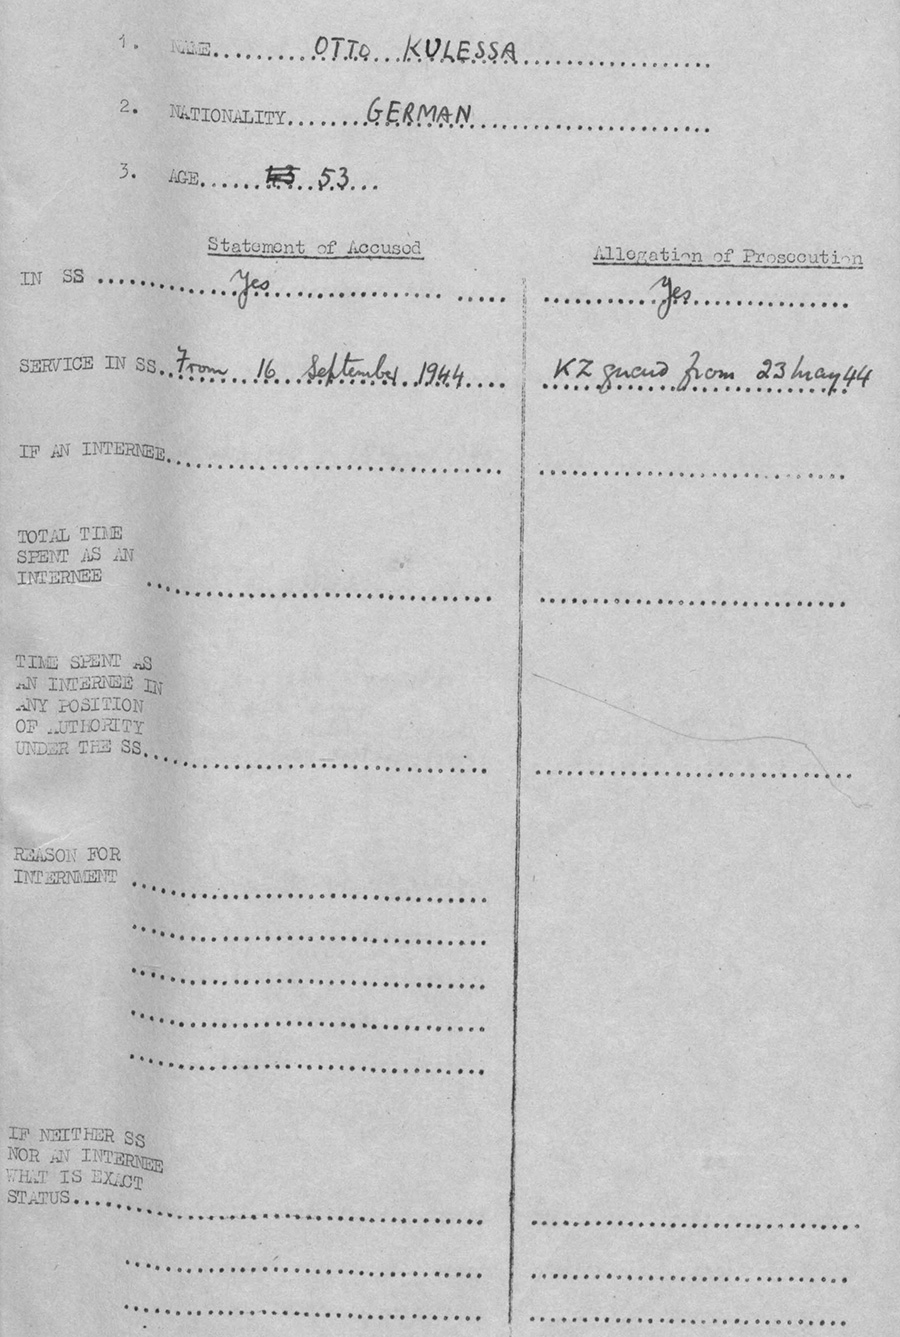 1. NAME.......OTTO KULESSA...............
2. NATIONALITY.......GERMAN...............
3. AGE...... 53...
Statement of Accused Allegation of Prosecution
IN SS ............Yes..................... ............Yes...............
SERVICE IN SS..From 16 September 1944.... KZ guard from 23 May 44
IF AN INTERNEE.............................. ..............................
TOTAL TIME
SPENT AS AN
INTERNEE .............................. ..............................
TIME SPENT AS
AN INTERNEE IN
ANY POSITION
OF AUTHORITY
UNDER THE SS.............................. ..............................
REASON FOR
INTERNMENT ..............................
..............................
..............................
..............................
..............................
IF NEITHER SS
NOR AN INTERNEE
WHAT IS EXACT
STATUS.............................. ..............................
.............................. ..............................
.............................. ..............................